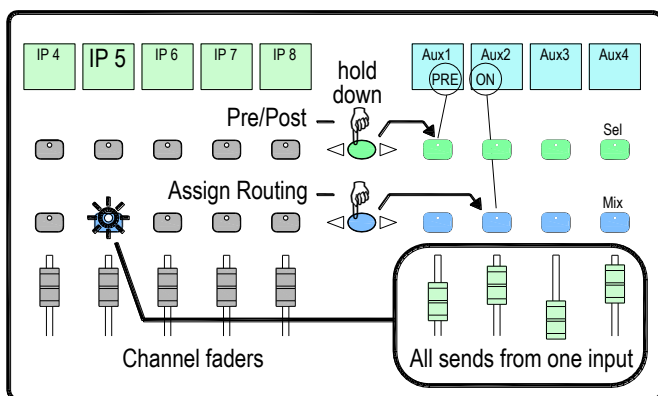 IP 4
IP 5
IP 6
IP 7
IP 8
hold
down
Aux1
Aux2
Aux3
Aux4
PRE
ON
Pre/Post
Sel
Assign Routing
Mix
Channel faders
All sends from one input